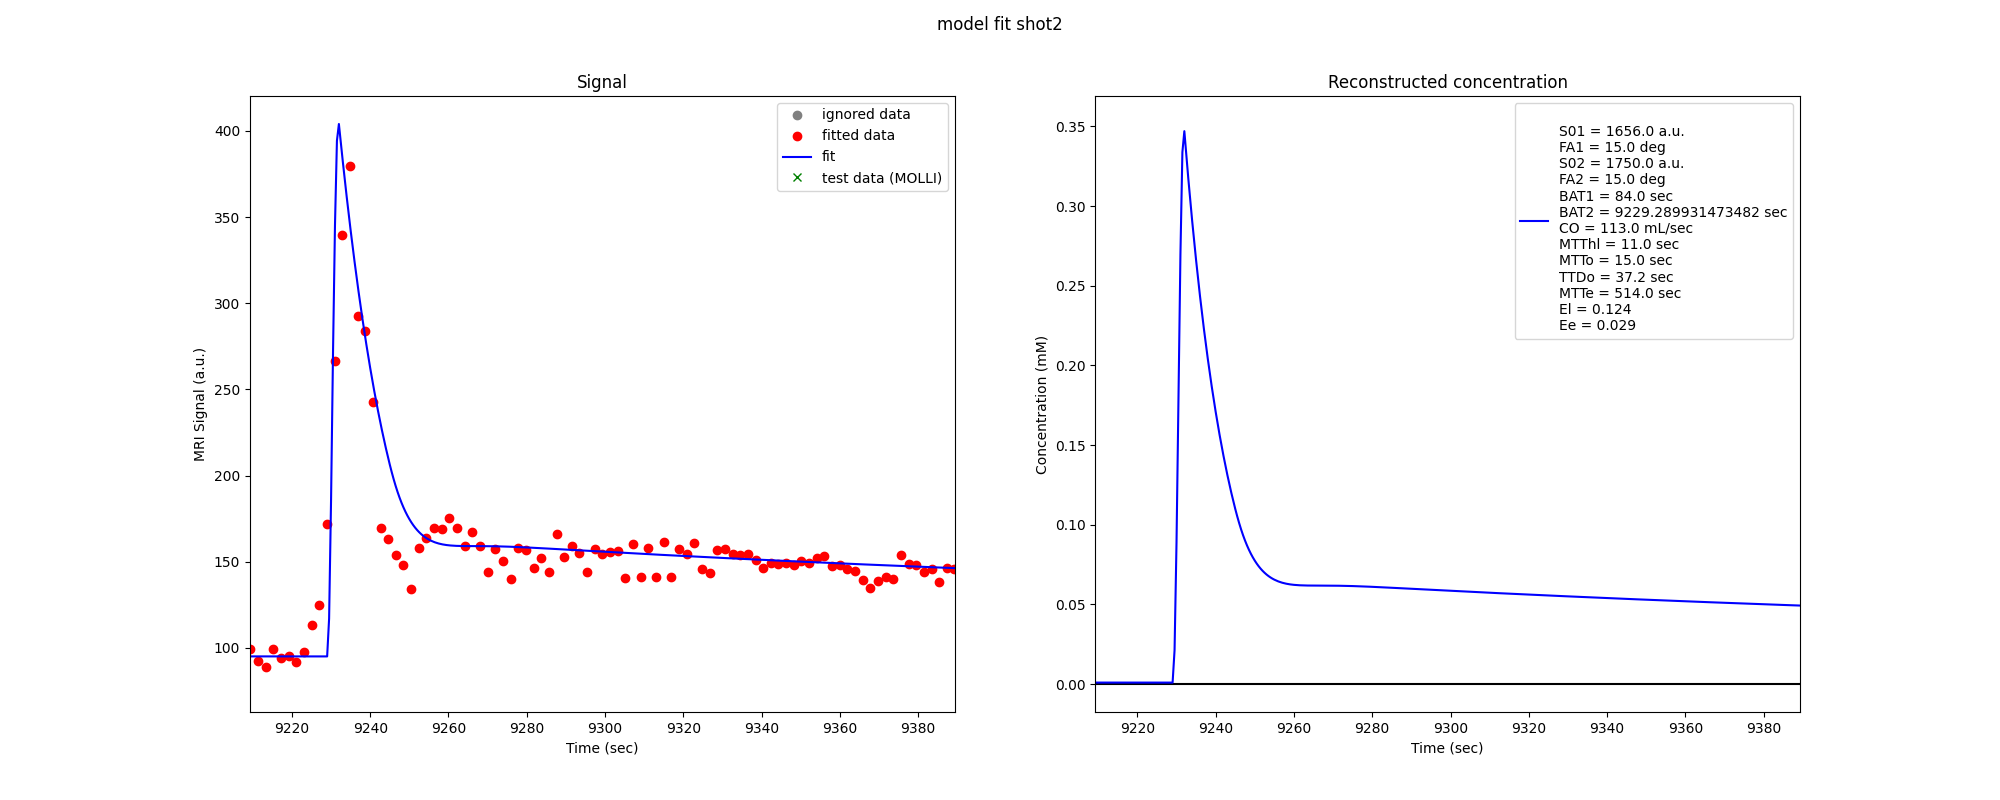 model fit shot2
Signal
400
350
300
250
200
150
100
MRI Signal (a.u.)
9220 9240 9260 9280 9300 9320 9340 9360 9380
Time (sec)
ignored data
fitted data
fit
test data (MOLLI)
Reconstructed concentration
0.35
0.30
0.25
0.20
0.15
0.10
0.05
0.00
Concentration (mM)
9220 9240 9260 9280 9300 9320 9340 9360 9380
Time (sec)
S01 = 1656.0 a.u.
FA1 = 15.0 deg
S02 = 1750.0 a.u.
FA2 = 15.0 deg
BAT1 = 84.0 sec
BAT2 = 9229.289931473482 sec
CO = 113.0 mL/sec
MTThl = 11.0 sec
MTTo = 15.0 sec
TTDo = 37.2 sec
MTTe = 514.0 sec
El = 0.124
Ee = 0.029